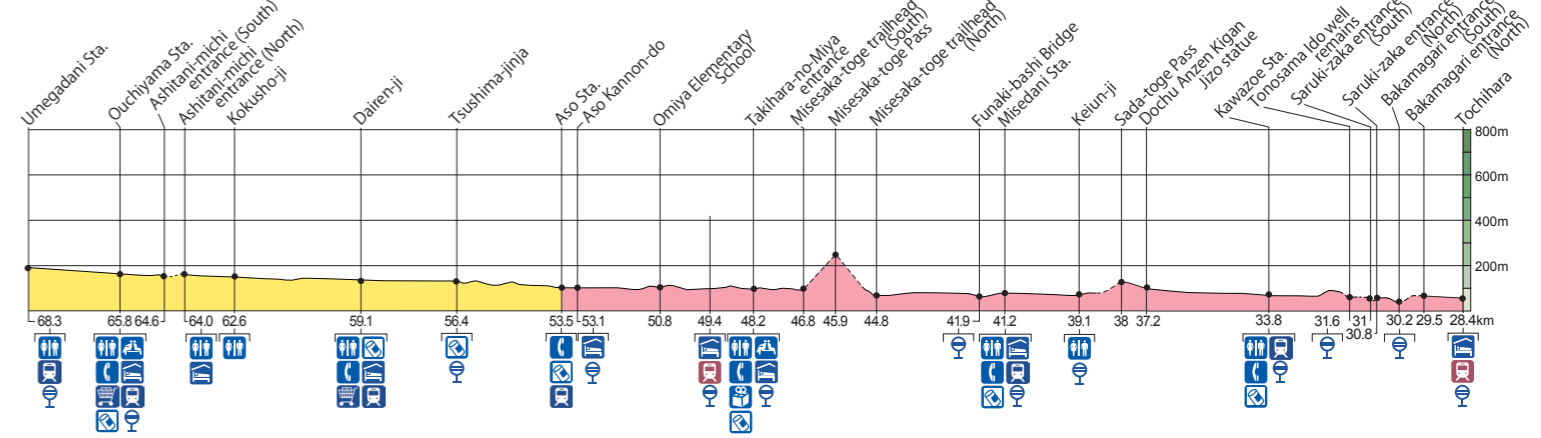 Umegadani Sta.
Ouchiyama Sta.
Ashitani-michi
entrance (South)
Ashitani-michi
entrance (North)
Kokusho-ji
Dairen-ji
Tsushima-jinja
Aso Sta.
Aso Kannon-do
Omiya Elementary
School
Takihara-no-Miya
entrance
Misesaka-toge trailhead
(South)
Misesaka-toge Pass
Misesaka-toge trailhead
(North)
Funaki-bashi Bridge
Misedani Sta.
Keiun-ji
Sada-toge Pass
Dochu Anzen Kigan
Jizo statue
Kawazoe Sta.
Tonosama Ido well
remains
Saruki-zaka entrance
(South)
Saruki-zaka entrance
(North)
Bakamagari entrance
(South)
Bakamagari entrance
(North)
Tochihara
800m
600m
400m
200m
68.3 65.8 64.6 64.0 62.6 59.1 56.4 53.5 53.1 50.8 49.4 48.2 46.8 45.9 44.8 41.9 41.2 39.1 38 37.2 33.8 31.6 31 30.2 29.5 28.4km
30.8